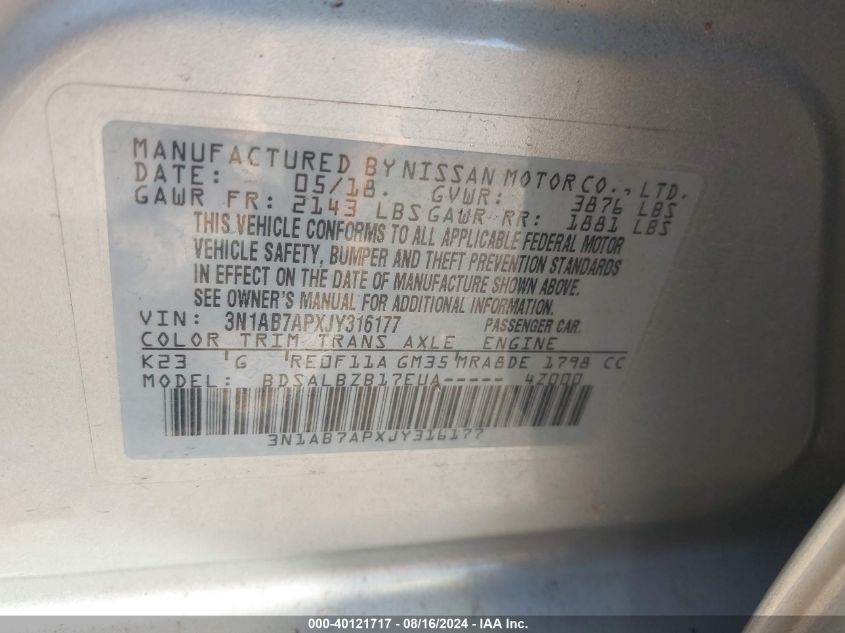 MANUFACTURED BY NISSAN MOTOR CO., LTD.
DATE: 05/18. GVWR: 3876 LBS
GAWR FR: 2143 LBS GAWR RR: 1881 LBS
THIS VEHICLE CONFORMS TO ALL APPLICABLE FEDERAL MOTOR
VEHICLE SAFETY, BUMPER AND THEFT PREVENTION STANDARDS
IN EFFECT ON THE DATE OF MANUFACTURE SHOWN ABOVE.
SEE OWNER'S MANUAL FOR ADDITIONAL INFORMATION.
VIN: 3N1AB7APXJY316177 PASSENGER CAR.
COLOR TRIM TRANS AXLE ENGINE
K23 'G 'RE0F11A GM35'MRA8DE 1798 CC
MODEL: BDSALBZB17EUA----- 4Z000
3N1AB7APXJY316177
000-40121717 - 08/16/2024 - IAA Inc.